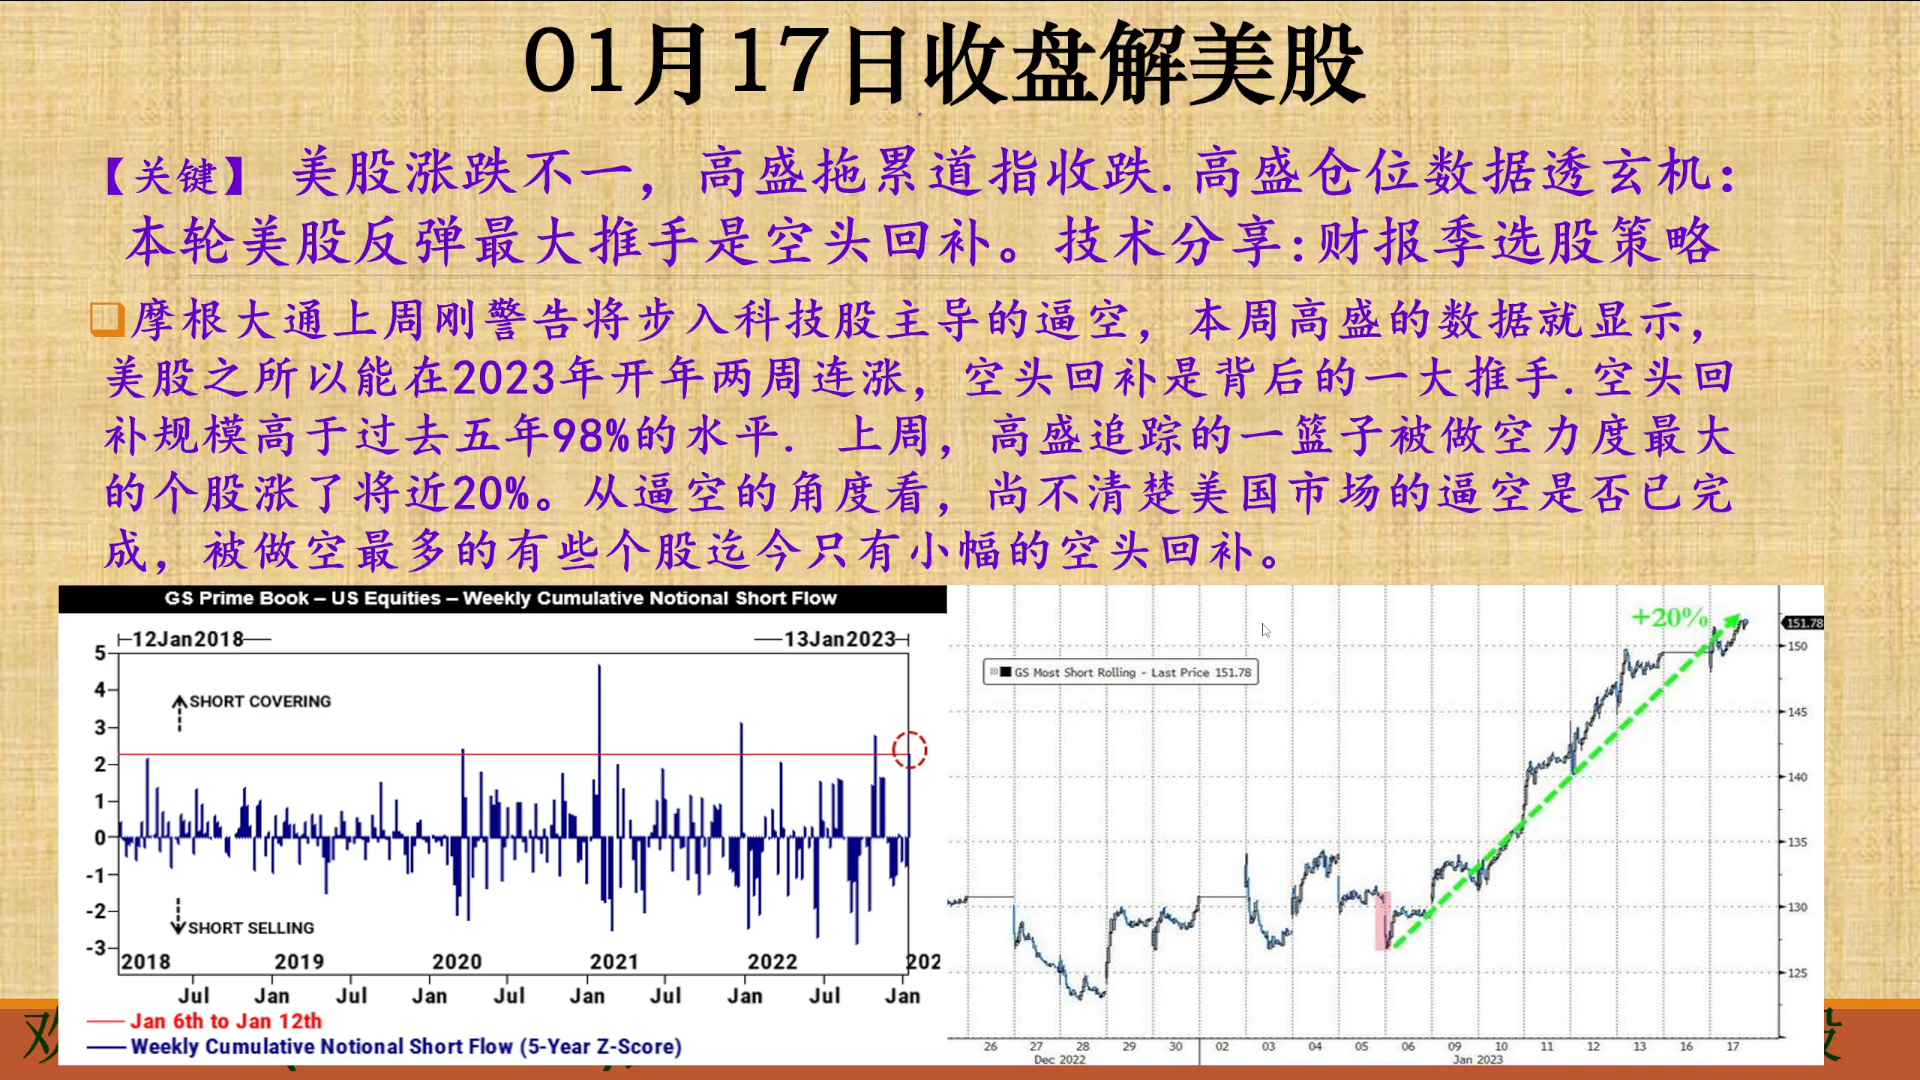 01月17日收盘解美股
【关键】 美股涨跌不一，高盛拖累道指收跌.高盛仓位数据透玄机：
本轮美股反弹最大推手是空头回补。技术分享:财报季选股策略
摩根大通上周刚警告将步入科技股主导的逼空，本周高盛的数据就显示，
美股之所以能在2023年开年两周连涨，空头回补是背后的一大推手.空头回
补规模高于过去五年98%的水平. 上周，高盛追踪的一篮子被做空力度最大
的个股涨了将近20%。从逼空的角度看，尚不清楚美国市场的逼空是否已完
成，被做空最多的有些个股迄今只有小幅的空头回补。
GS Prime Book – US Equities – Weekly Cumulative Notional Short Flow
12Jan2018
13Jan2023
5
4
3
2
1
0
-1
-2
-3
SHORT COVERING
SHORT SELLING
2018 2019 2020 2021 2022 202
Jul Jan Jul Jan Jul Jan Jul Jan Jul Jan
Jan 6th to Jan 12th
Weekly Cumulative Notional Short Flow (5-Year Z-Score)
GS Most Short Rolling - Last Price 151.78
+20%
151.78
150
145
140
135
130
125
26 27 28 29 30 02 03 04 05 06 09 10 11 12 13 16 17
Dec 2022 Jan 2023